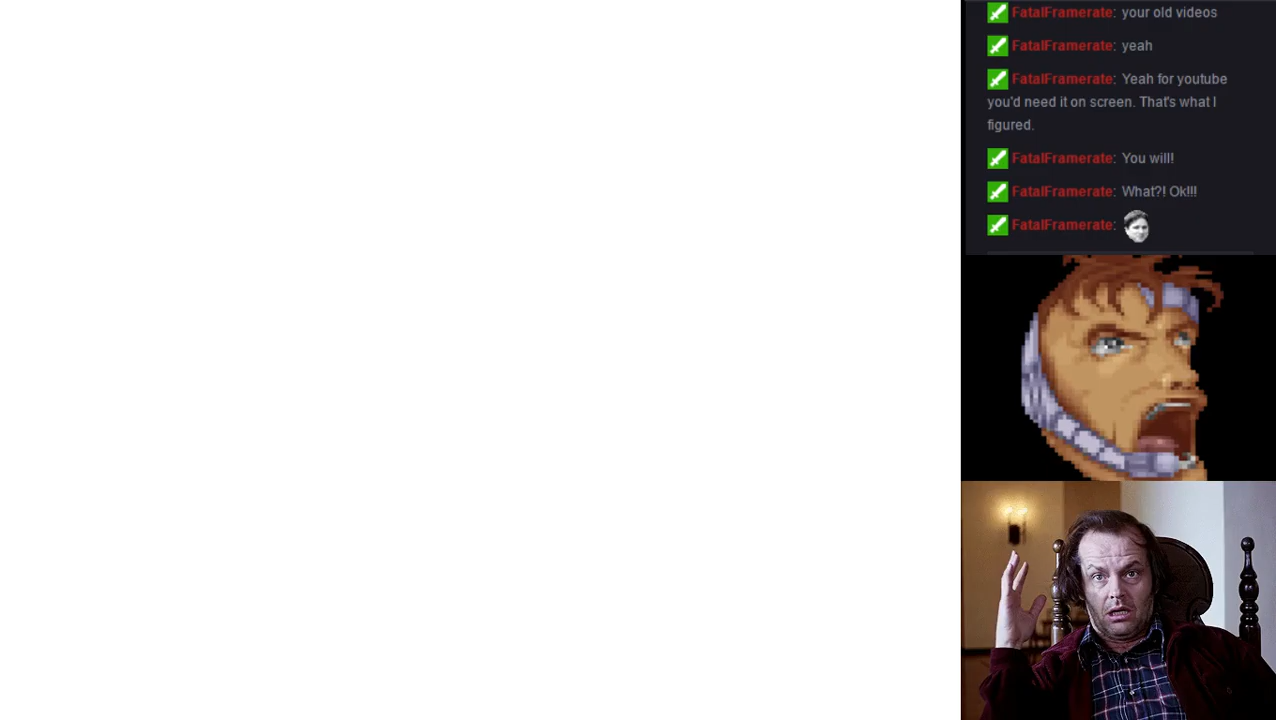 FatalFramerate: your old videos
FatalFramerate: yeah
FatalFramerate: Yeah for youtube
you'd need it on screen. That's what I
figured.
FatalFramerate: You will!
FatalFramerate: What?! Ok!!!
FatalFramerate: